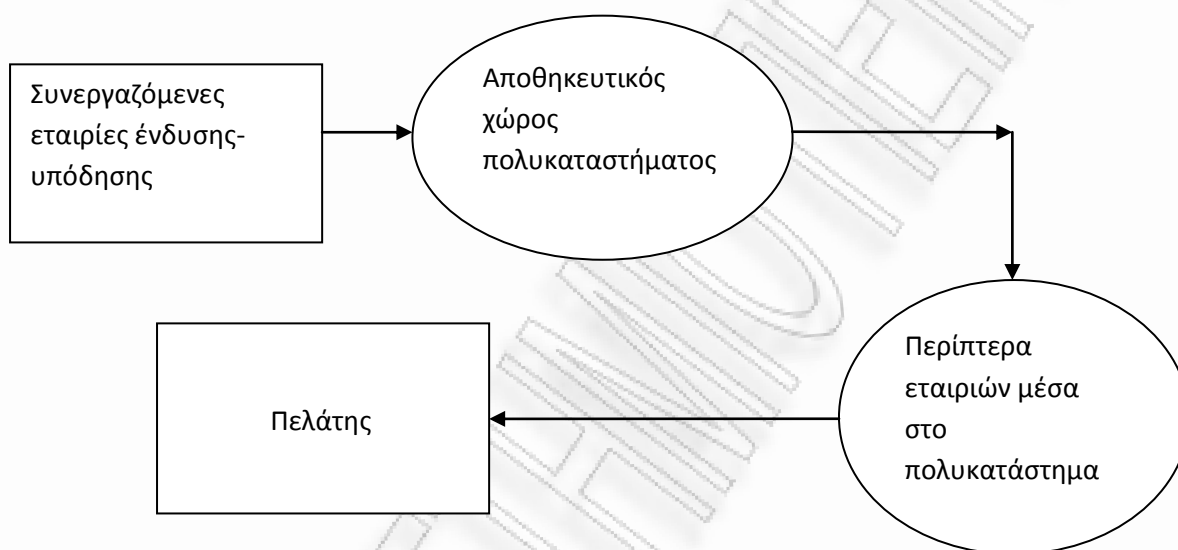 Συνεργαζόμενες
εταιρίες ένδυσης-
υπόδησης
Αποθηκευτικός
χώρος
πολυκαταστήματος
Περίπτερα
εταιριών μέσα
στο
πολυκατάστημα
Πελάτης